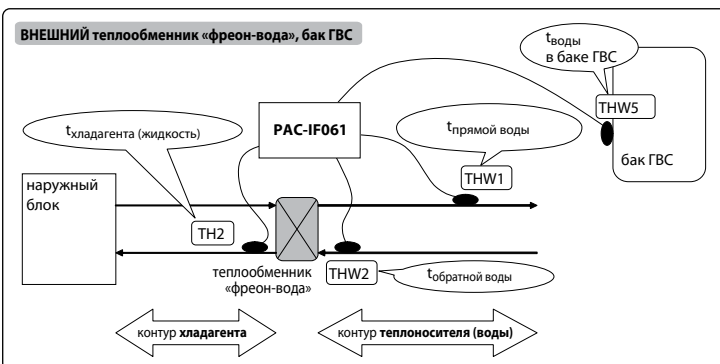 ВНЕШНИЙ теплообменник «фреон-вода», бак ГВС
tводы
в баке ГВС
THW5
бак ГВС
tхладагента (жидкость)
PAC-IF061
tпрямой воды
THW1
наружный
блок
TH2
теплообменник
«фреон-вода»
THW2
tобратной воды
контур хладагента
контур теплоносителя (воды)